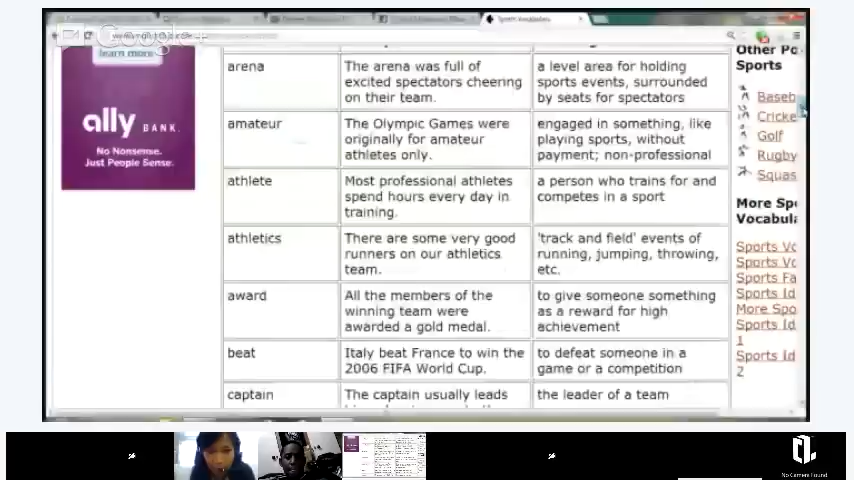 Google+
learn more
ally BANK.
No Nonsense.
Just People Sense.
arena
The arena was full of
excited spectators cheering
on their team.
a level area for holding
sports events, surrounded
by seats for spectators
amateur
The Olympic Games were
originally for amateur
athletes only.
engaged in something, like
playing sports, without
payment; non-professional
athlete
Most professional athletes
spend hours every day in
training.
a person who trains for and
competes in a sport
athletics
There are some very good
runners on our athletics
team.
'track and field' events of
running, jumping, throwing,
etc.
award
All the members of the
winning team were
awarded a gold medal.
to give someone something
as a reward for high
achievement
beat
Italy beat France to win the
2006 FIFA World Cup.
to defeat someone in a
game or a competition
captain
The captain usually leads
the leader of a team
Other Po
Sports
Baseb
Cricke
Golf
Rugby
Squas
More Spo
Vocabula
Sports Vo
Sports Vo
Sports Fa
Sports Id
More Spo
Sports Id
1
Sports Id
2
No Camera Found